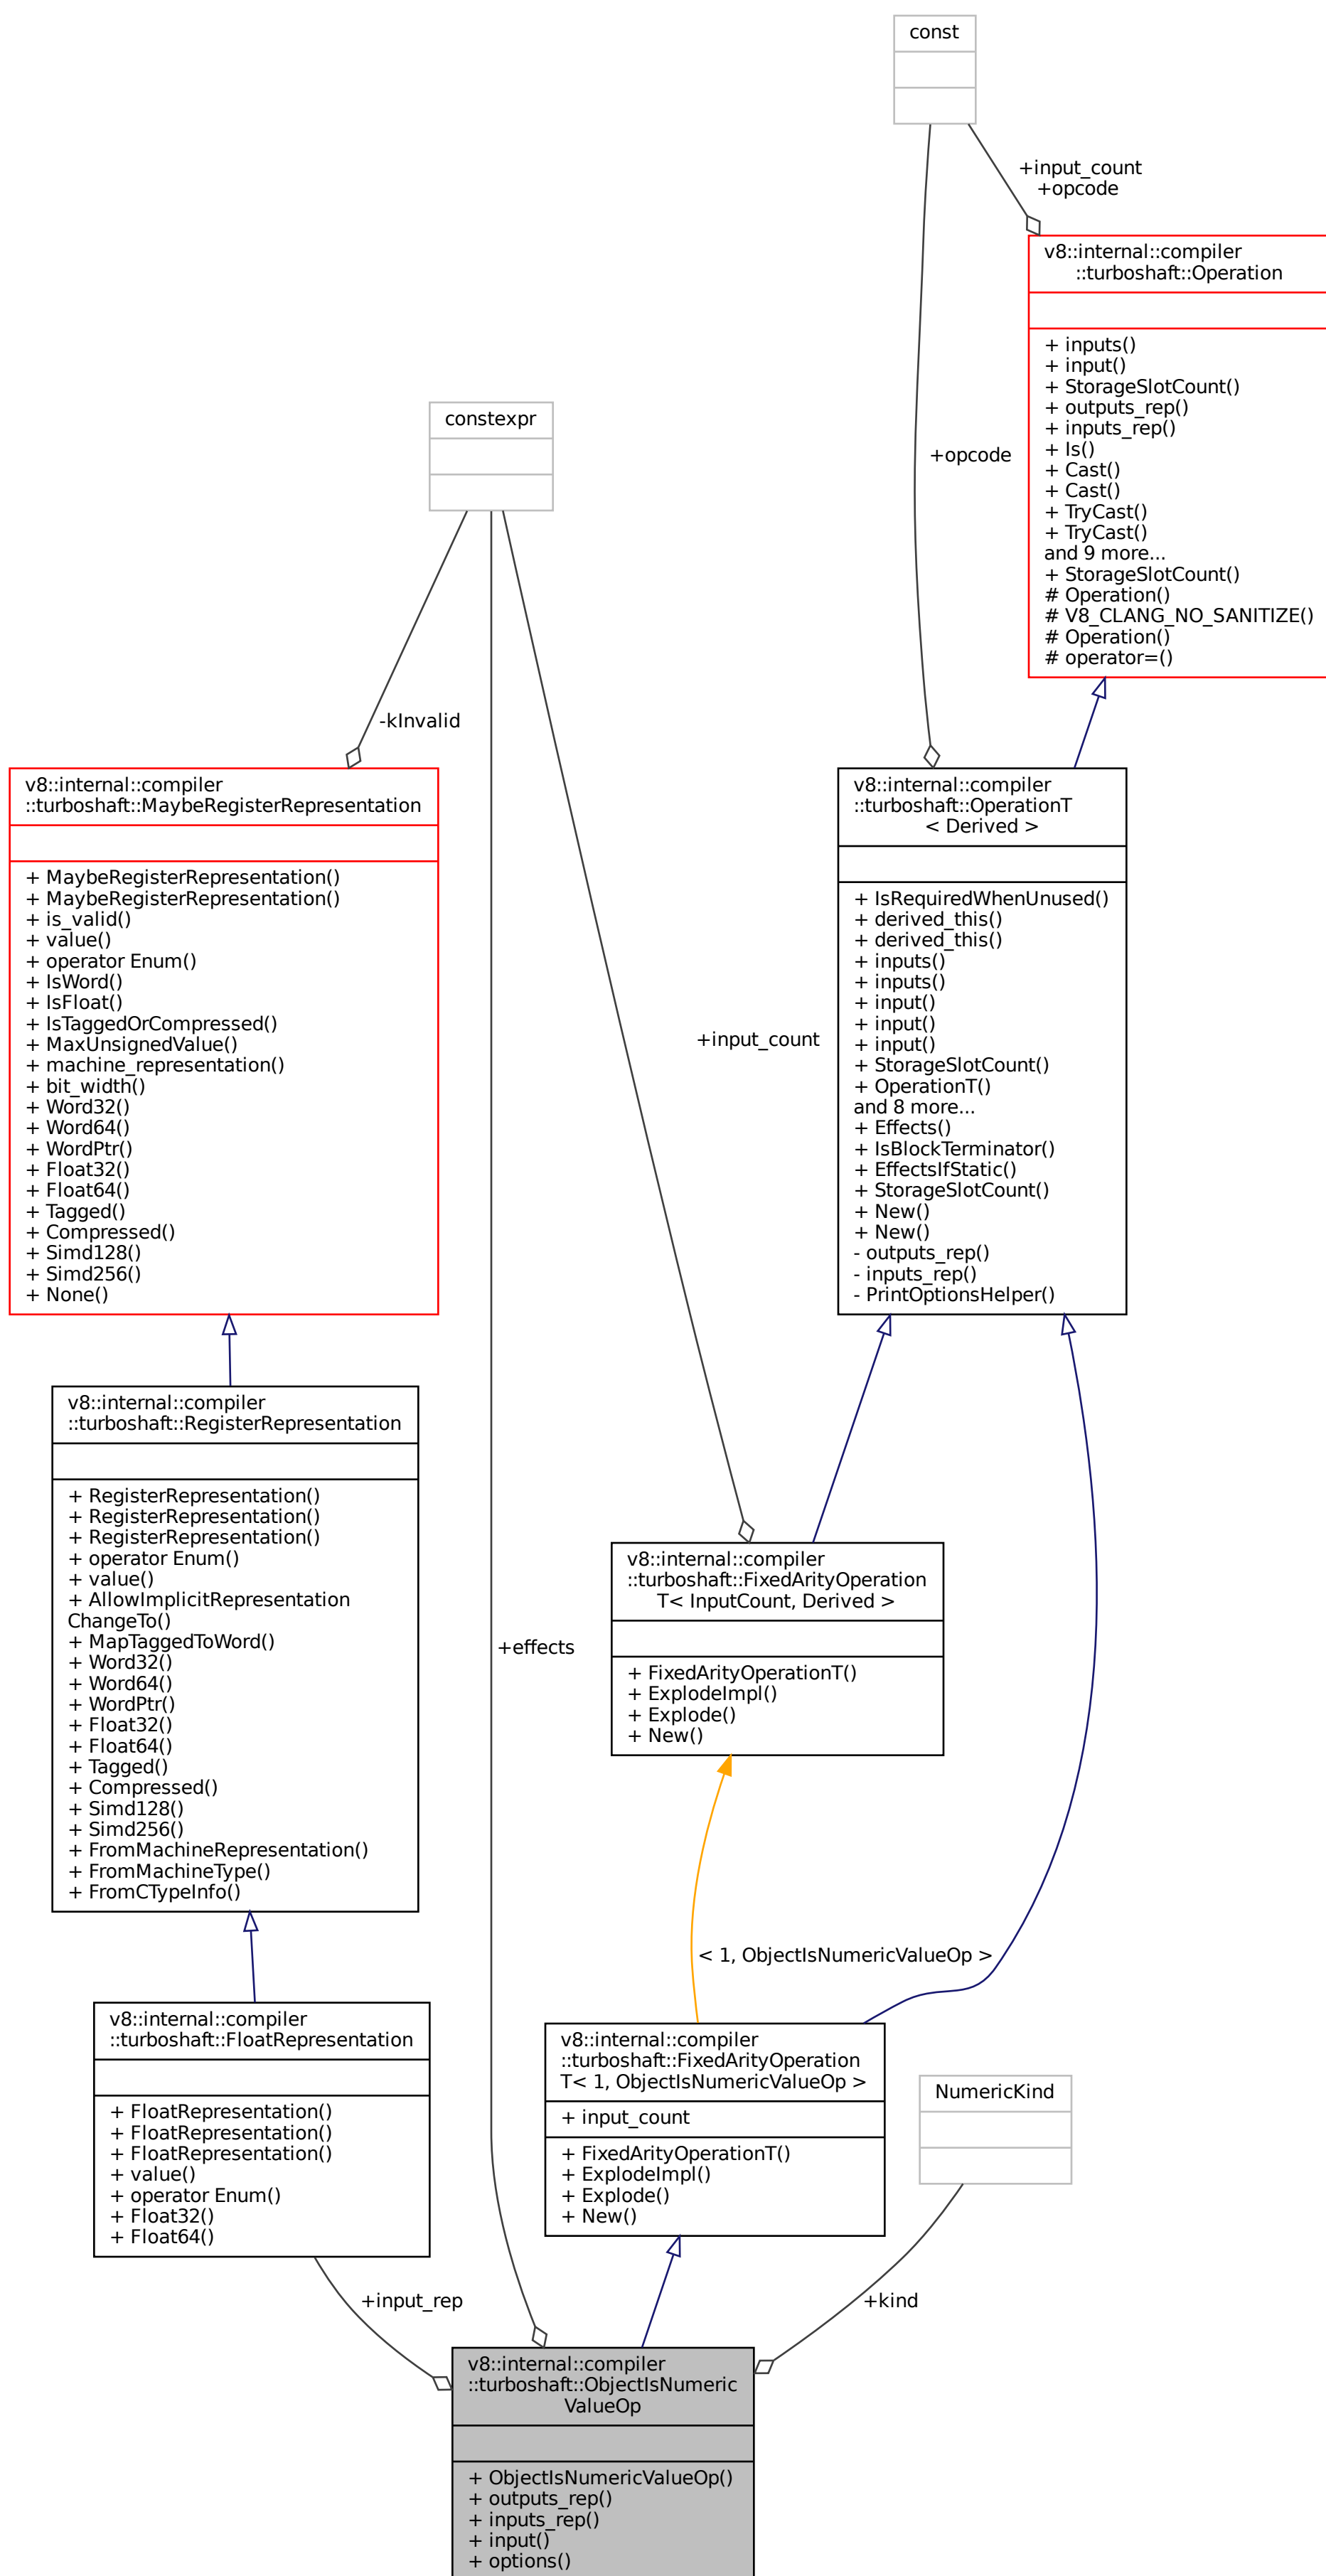 const
+input_count
+opcode
v8::internal::compiler
::turboshaft::Operation
+ inputs()
+ input()
+ StorageSlotCount()
+ outputs_rep()
+ inputs_rep()
+ Is()
+ Cast()
+ Cast()
+ TryCast()
+ TryCast()
and 9 more...
+ StorageSlotCount()
# Operation()
# V8_CLANG_NO_SANITIZE()
# Operation()
# operator=()
constexpr
+opcode
-kInvalid
v8::internal::compiler
::turboshaft::MaybeRegisterRepresentation
+ MaybeRegisterRepresentation()
+ MaybeRegisterRepresentation()
+ is_valid()
+ value()
+ operator Enum()
+ IsWord()
+ IsFloat()
+ IsTaggedOrCompressed()
+ MaxUnsignedValue()
+ machine_representation()
+ bit_width()
+ Word32()
+ Word64()
+ WordPtr()
+ Float32()
+ Float64()
+ Tagged()
+ Compressed()
+ Simd128()
+ Simd256()
+ None()
+input_count
v8::internal::compiler
::turboshaft::OperationT
< Derived >
+ IsRequiredWhenUnused()
+ derived_this()
+ derived_this()
+ inputs()
+ inputs()
+ input()
+ input()
+ input()
+ StorageSlotCount()
+ OperationT()
and 8 more...
+ Effects()
+ IsBlockTerminator()
+ EffectsIfStatic()
+ StorageSlotCount()
+ New()
+ New()
- outputs_rep()
- inputs_rep()
- PrintOptionsHelper()
v8::internal::compiler
::turboshaft::RegisterRepresentation
+ RegisterRepresentation()
+ RegisterRepresentation()
+ RegisterRepresentation()
+ operator Enum()
+ value()
+ AllowImplicitRepresentation
ChangeTo()
+ MapTaggedToWord()
+ Word32()
+ Word64()
+ WordPtr()
+ Float32()
+ Float64()
+ Tagged()
+ Compressed()
+ Simd128()
+ Simd256()
+ FromMachineRepresentation()
+ FromMachineType()
+ FromCTypeInfo()
+effects
v8::internal::compiler
::turboshaft::FixedArityOperation
T< InputCount, Derived >
+ FixedArityOperationT()
+ ExplodeImpl()
+ Explode()
+ New()
< 1, ObjectIsNumericValueOp >
v8::internal::compiler
::turboshaft::FloatRepresentation
+ FloatRepresentation()
+ FloatRepresentation()
+ FloatRepresentation()
+ value()
+ operator Enum()
+ Float32()
+ Float64()
v8::internal::compiler
::turboshaft::FixedArityOperation
T< 1, ObjectIsNumericValueOp >
+ input_count
+ FixedArityOperationT()
+ ExplodeImpl()
+ Explode()
+ New()
NumericKind
+input_rep
+kind
v8::internal::compiler
::turboshaft::ObjectIsNumeric
ValueOp
+ ObjectIsNumericValueOp()
+ outputs_rep()
+ inputs_rep()
+ input()
+ options()